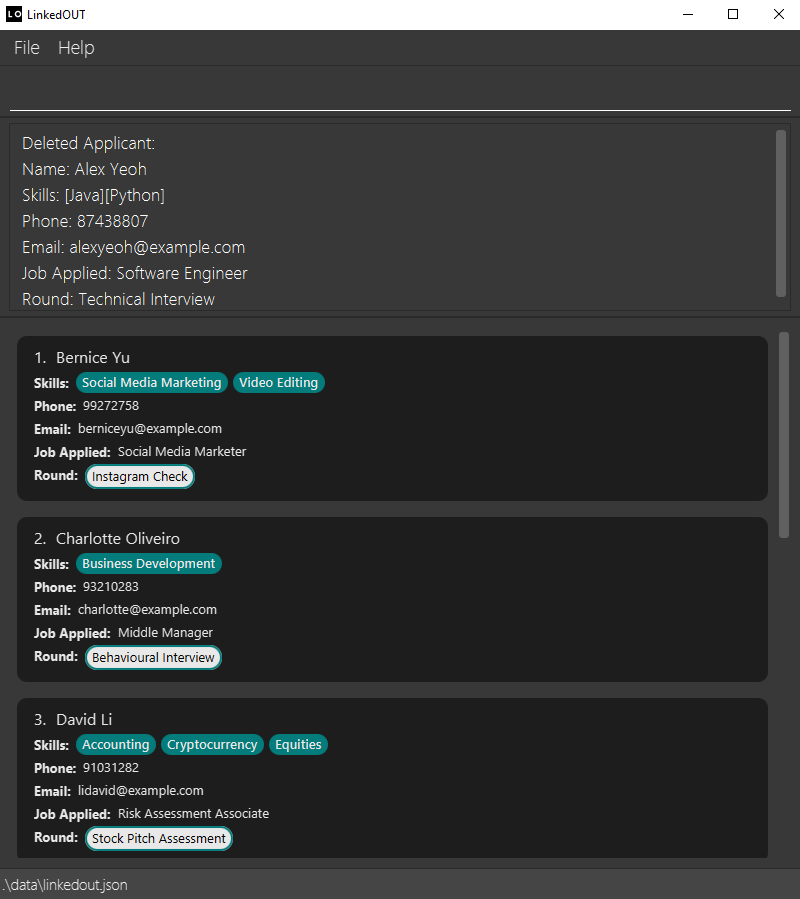 LO LinkedOUT
File Help
Deleted Applicant:
Name: Alex Yeoh
Skills: [Java][Python]
Phone: 87438807
Email: alexyeoh@example.com
Job Applied: Software Engineer
Round: Technical Interview
1. Bernice Yu
Skills: Social Media Marketing Video Editing
Phone: 99272758
Email: berniceyu@example.com
Job Applied: Social Media Marketer
Round: Instagram Check
2. Charlotte Oliveiro
Skills: Business Development
Phone: 93210283
Email: charlotte@example.com
Job Applied: Middle Manager
Round: Behavioural Interview
3. David Li
Skills: Accounting Cryptocurrency Equities
Phone: 91031282
Email: lidavid@example.com
Job Applied: Risk Assessment Associate
Round: Stock Pitch Assessment
.\data\linkedout.json